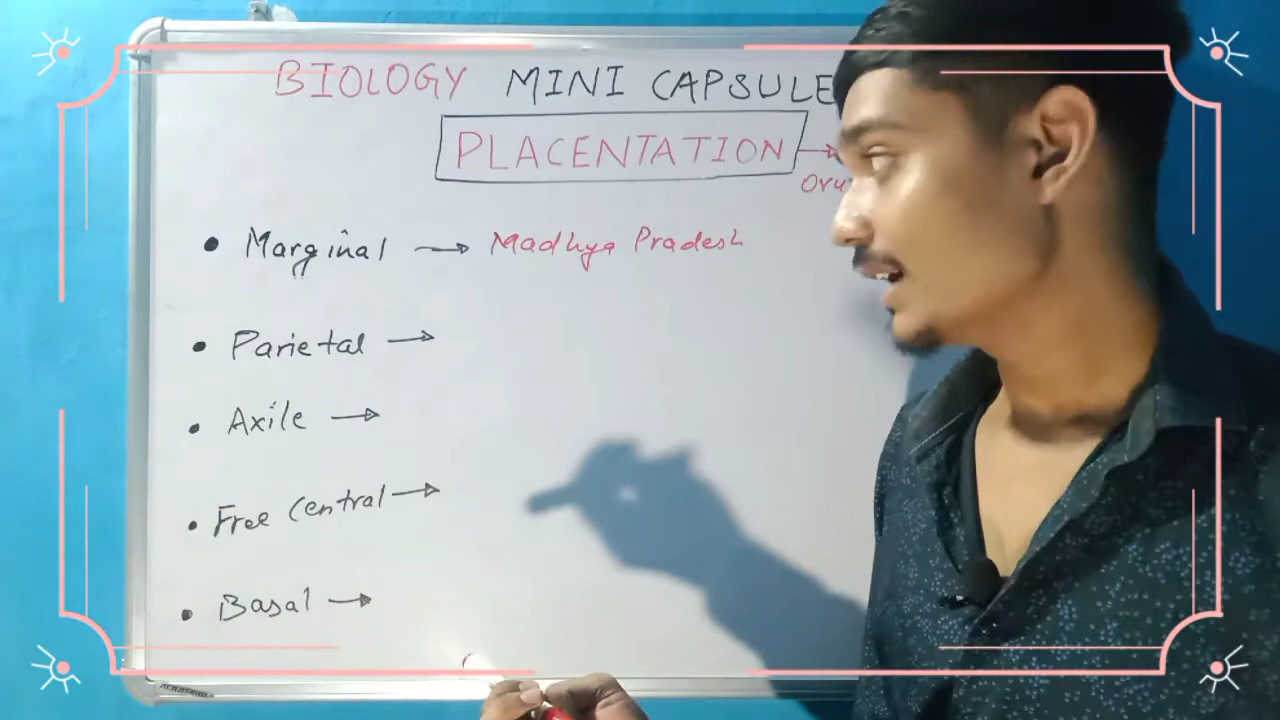 BIOLOGY MINI CAPSULE
PLACENTATION →
• Marginal → Madhya Pradesh
• Parietal →
• Axile →
• Free Central →
• Basal →